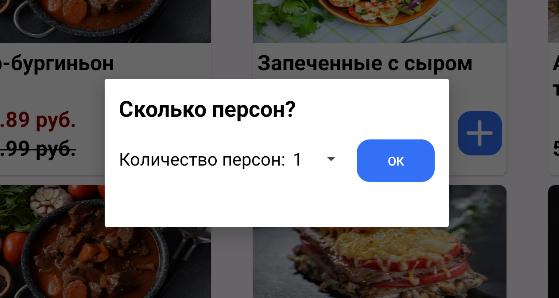 -бургиньон
Запеченные с сыром
.89 руб.
.99 руб.
Сколько персон?
Количество персон: 1
ОК